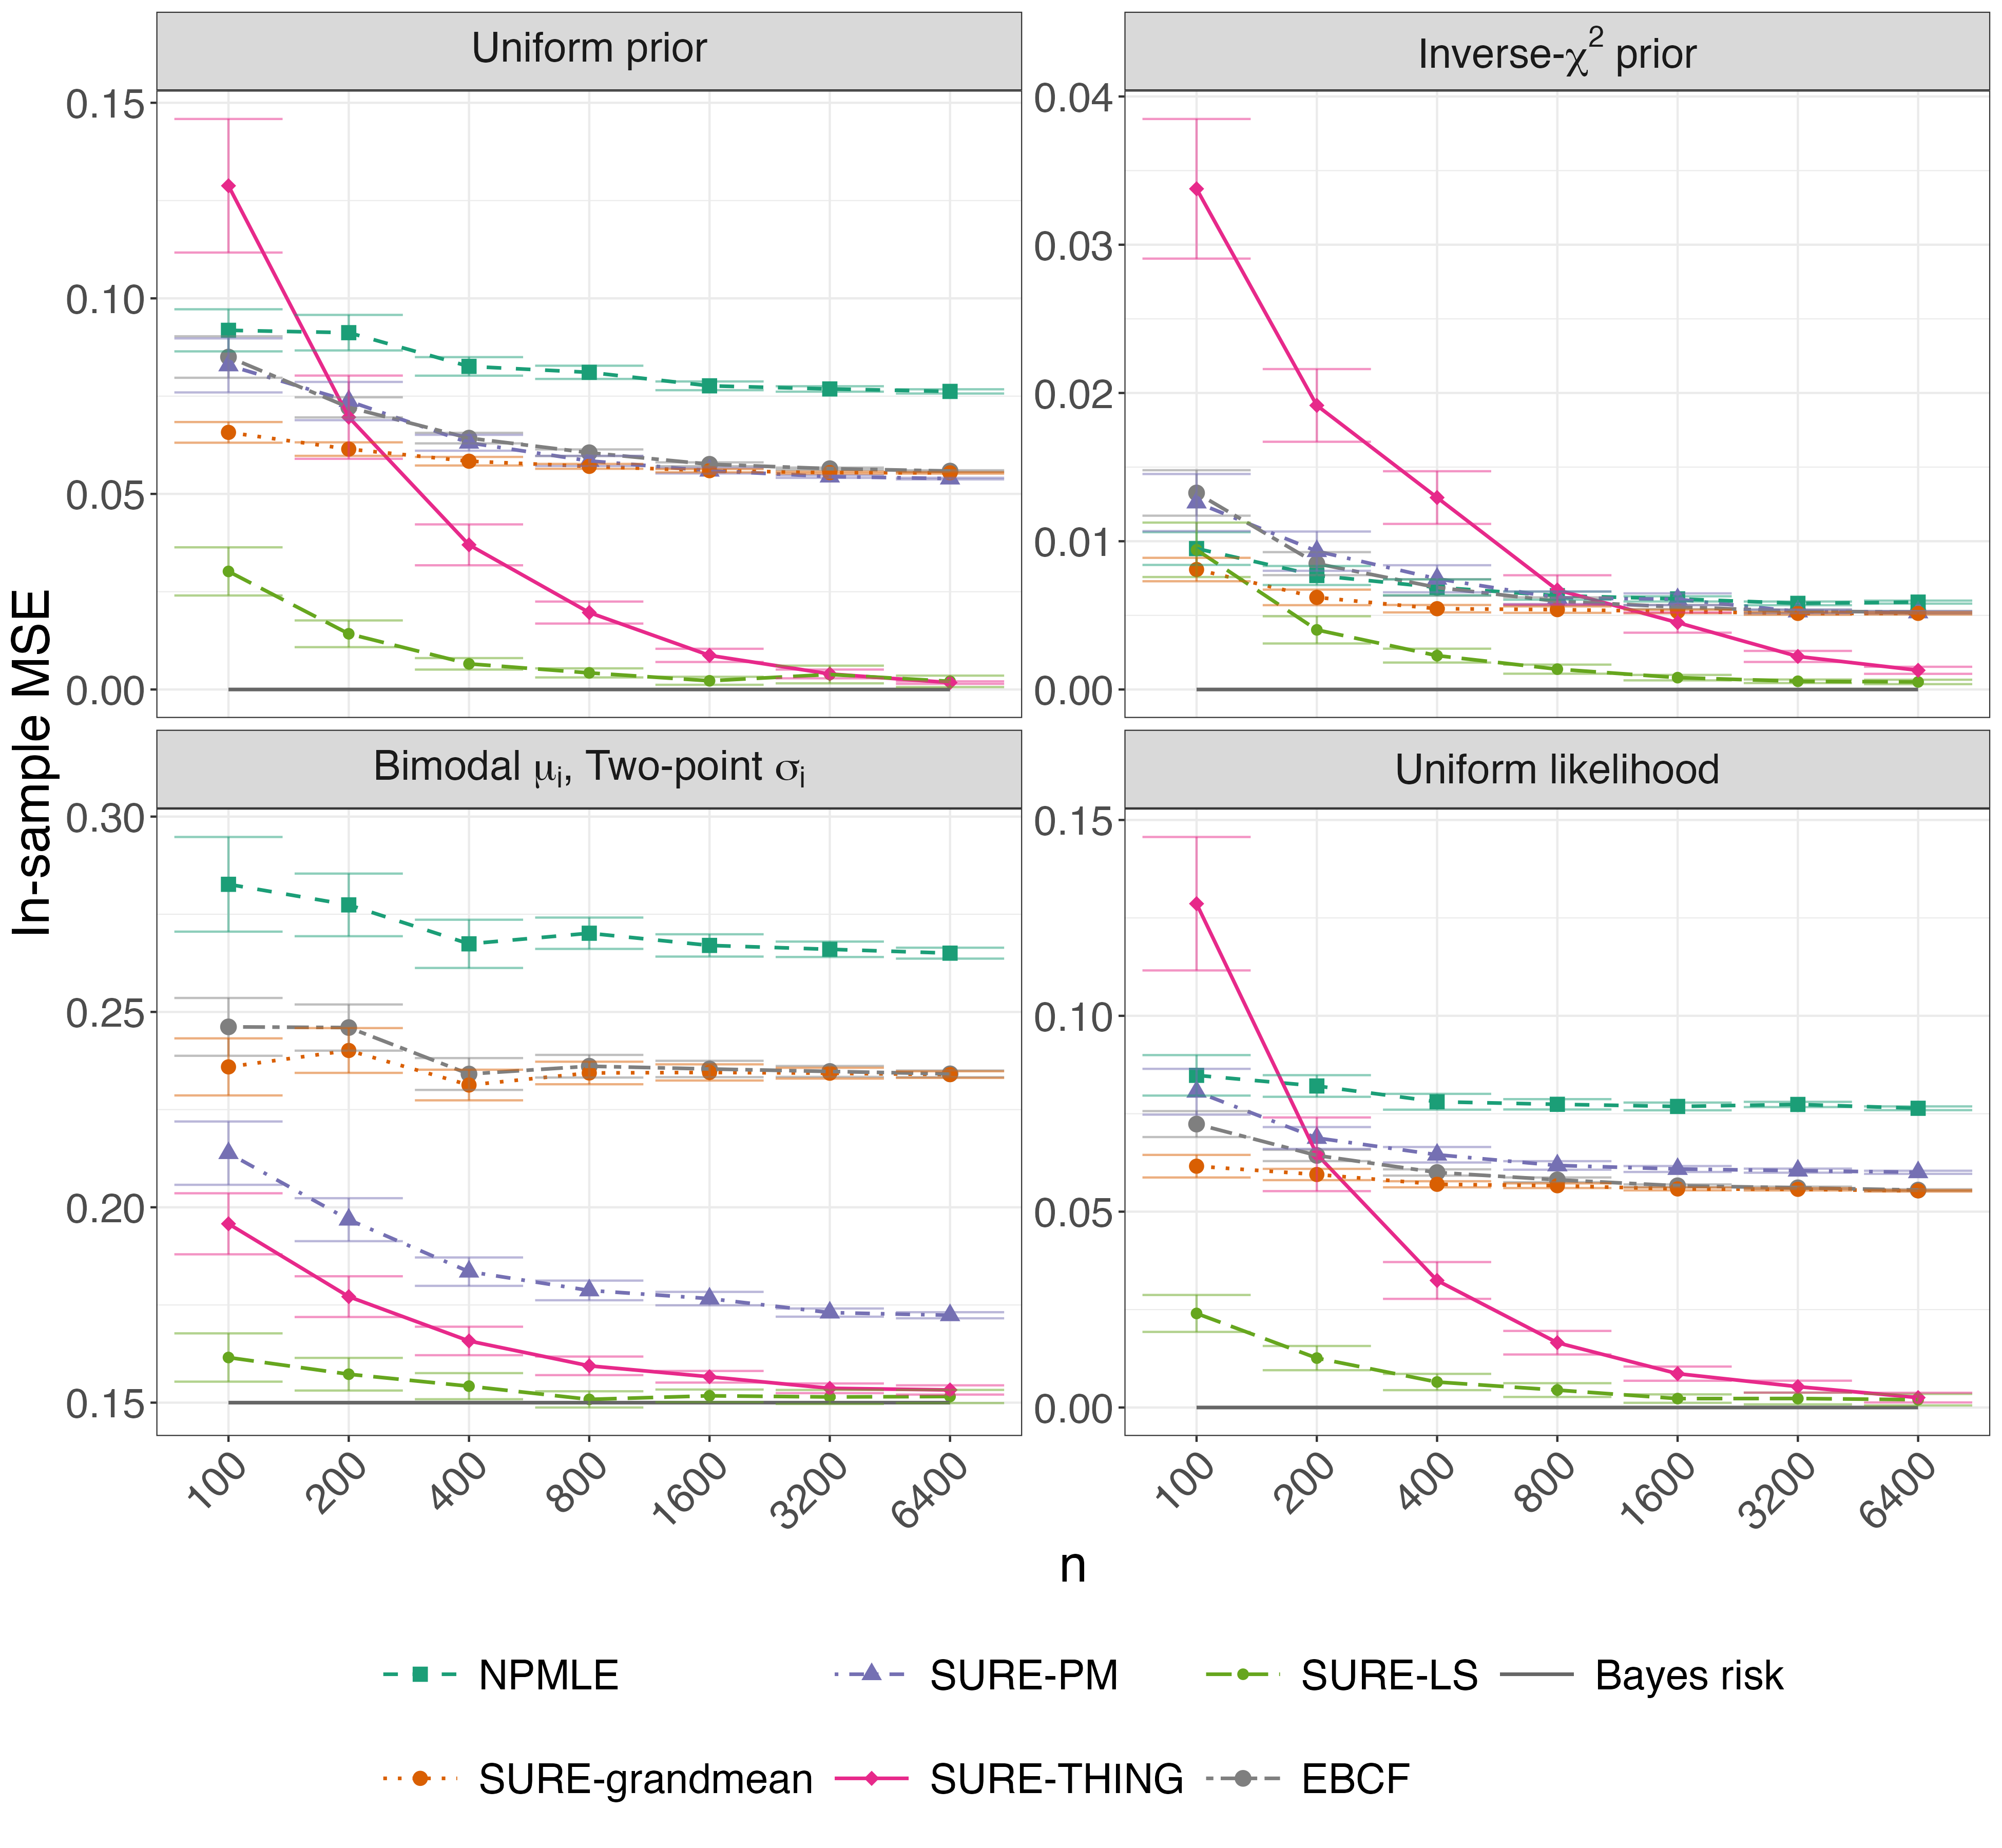 Uniform prior
Inverse-χ² prior
0.15
0.10
0.05
0.00
0.04
0.03
0.02
0.01
0.00
In-sample MSE
Bimodal μᵢ, Two-point σᵢ
Uniform likelihood
0.30
0.25
0.20
0.15
0.15
0.10
0.05
0.00
100 200 400 800 1600 3200 6400
100 200 400 800 1600 3200 6400
n
NPMLE SURE-PM SURE-LS Bayes risk
SURE-grandmean SURE-THING EBCF